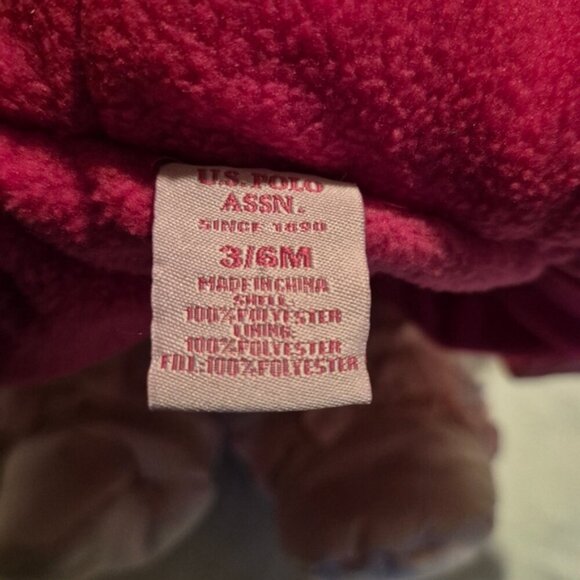 U.S. POLO
ASSN.
SINCE 1890
3/6M
MADE IN CHINA
SHELL:
100%POLYESTER
LINING:
100%POLYESTER
FILL:100%POLYESTER